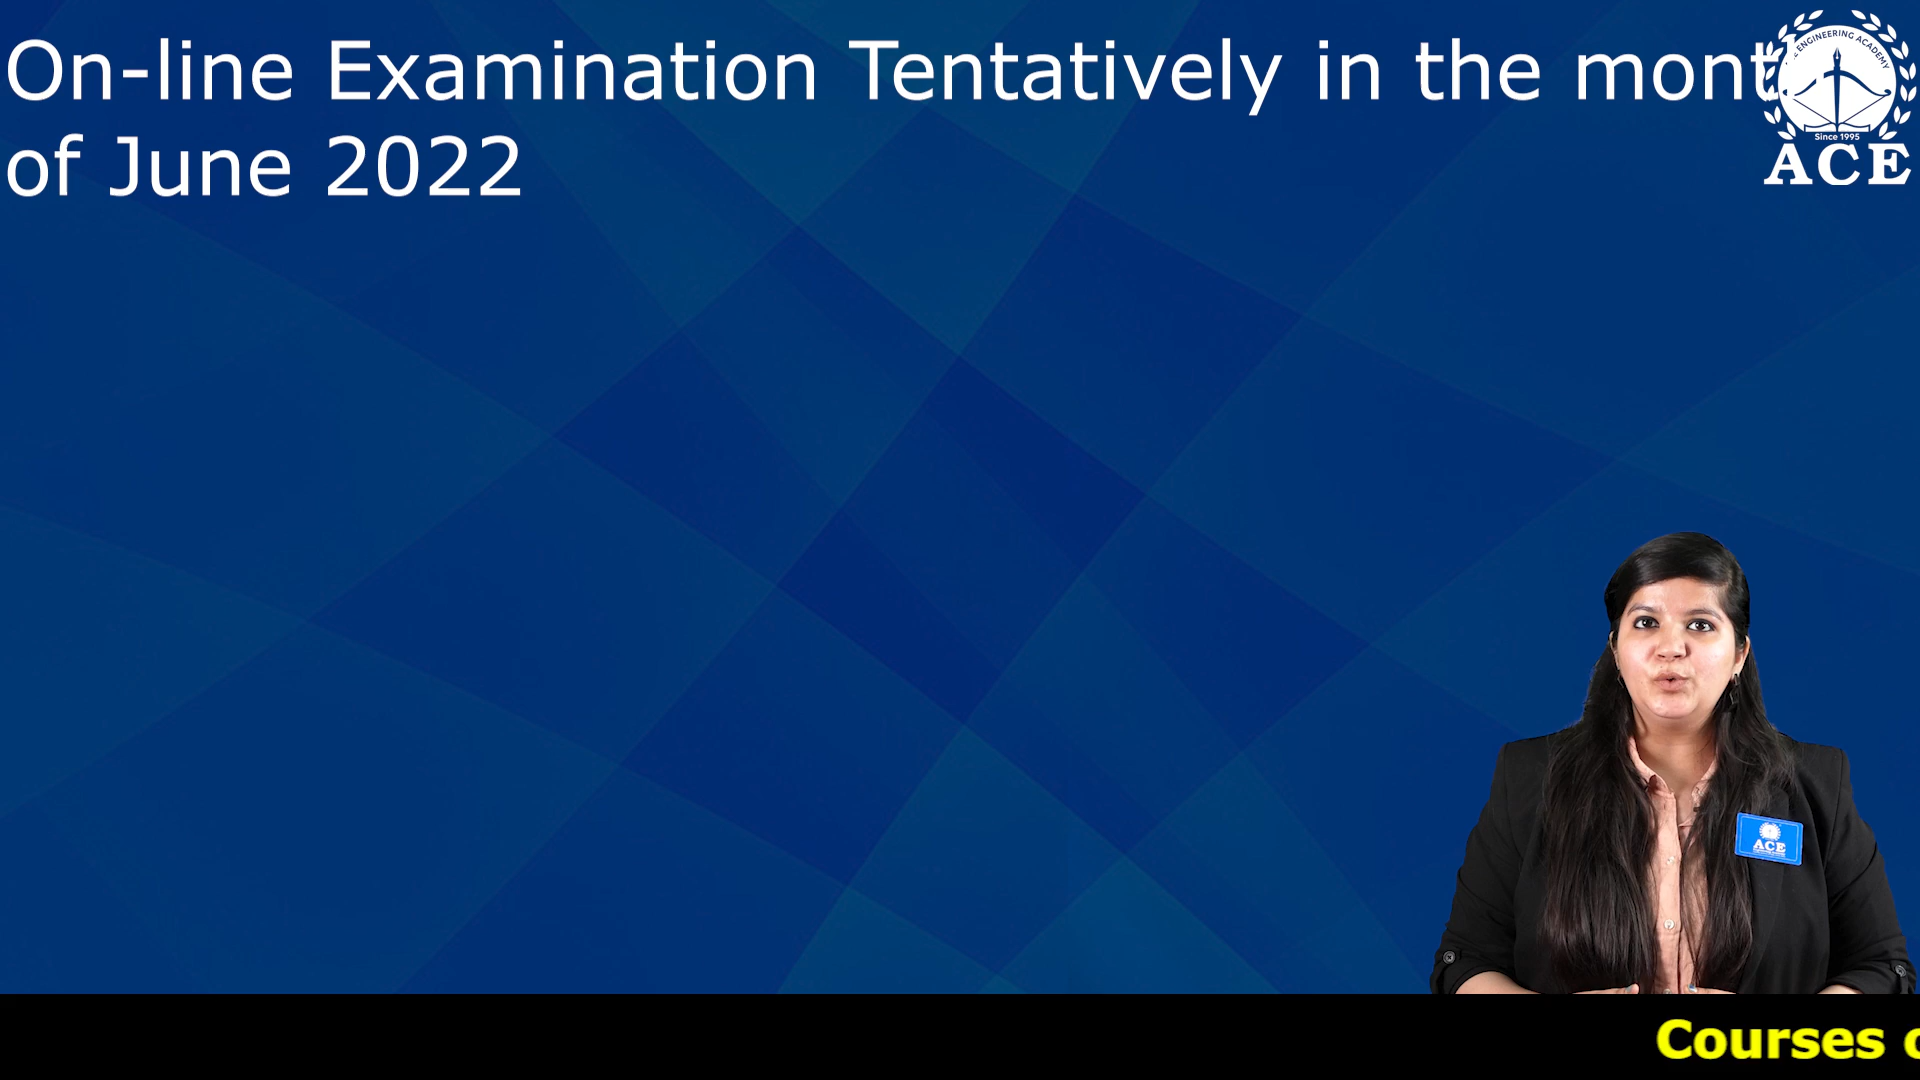 On-line Examination Tentatively in the mont
of June 2022
ENGINEERING ACADEMY
Since 1995
ACE
ACE
Courses